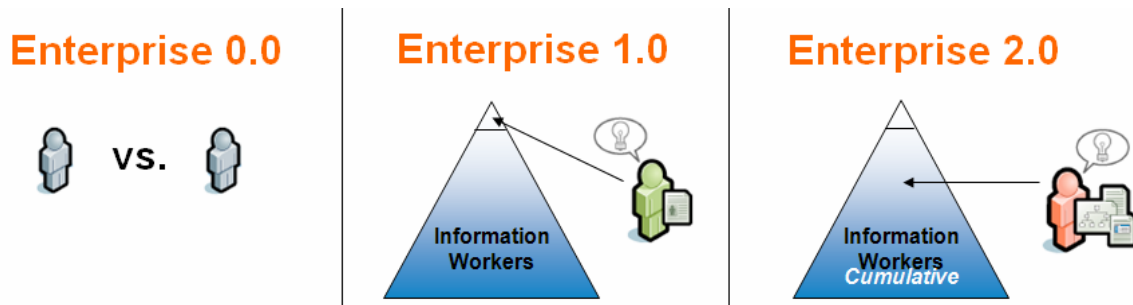 Enterprise 0.0
vs.
Enterprise 1.0
Information
Workers
Enterprise 2.0
Information
Workers
Cumulative